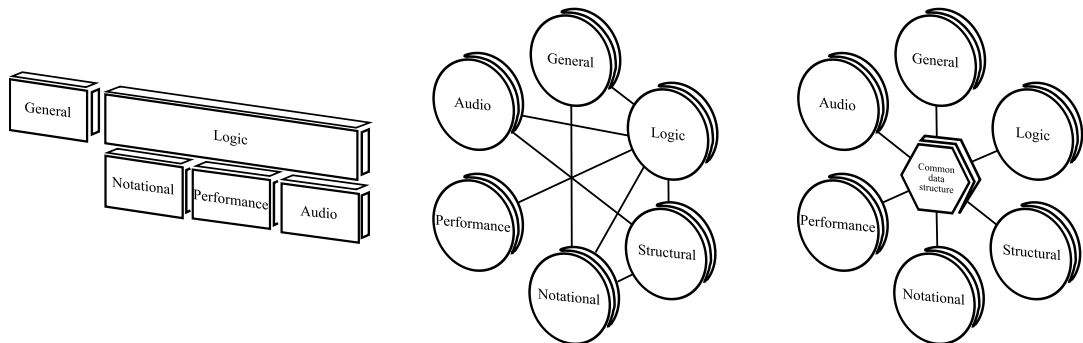 General
Logic
Notational
Performance
Audio
General
Audio
Logic
Performance
Structural
Notational
General
Audio
Logic
Common
data
structure
Performance
Structural
Notational